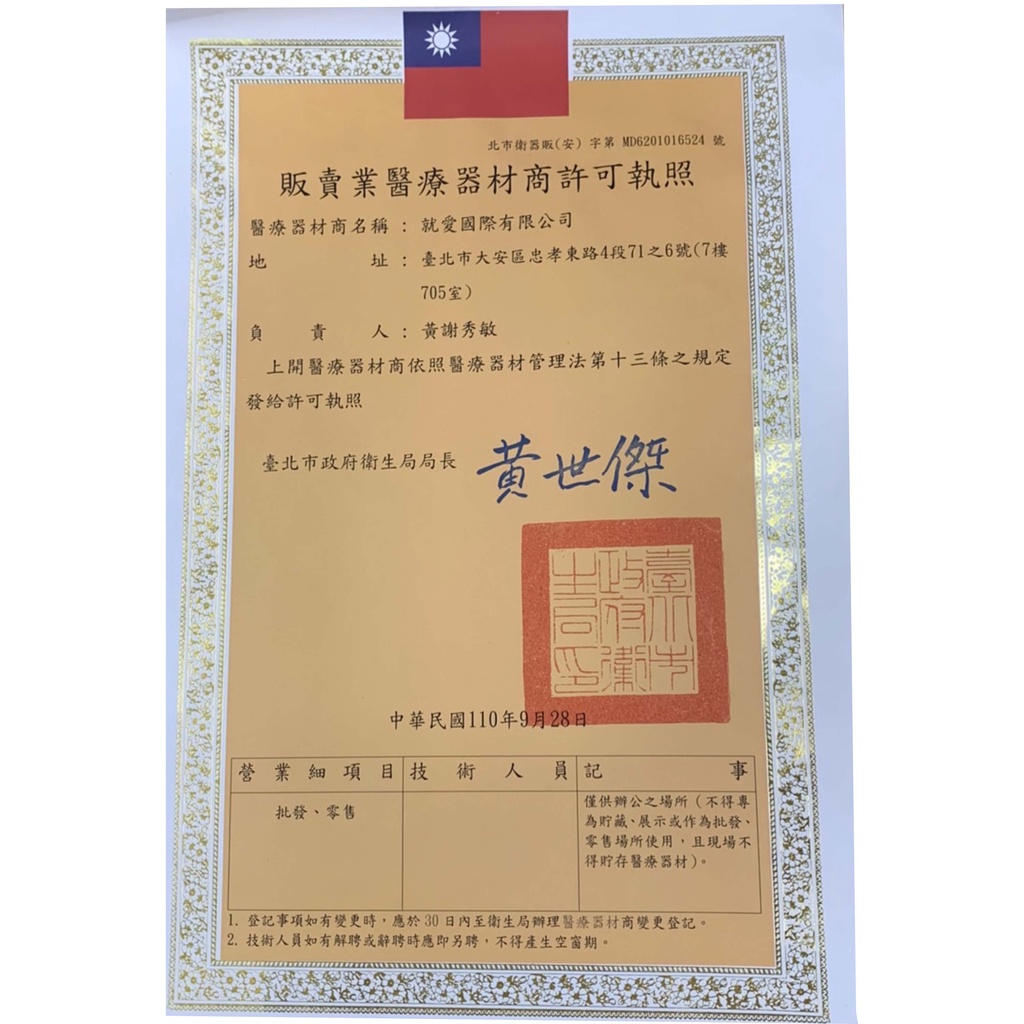 北市衛器販(安) 字第 MD6201016524 號
販賣業醫療器材商許可執照
醫療器材商名稱 : 就愛國際有限公司
地址 : 臺北市大安區忠孝東路4段71之6號(7樓
705室)
負責人 : 黃謝秀敏
上開醫療器材商依照醫療器材管理法第十三條之規定
發給許可執照
臺北市政府衛生局局長 黃世傑
臺北市政府衛生局印
中華民國110年9月28日
營業細項目 技術人員 記事
批發、零售
僅供辦公之場所(不得專
為貯藏、展示或作為批發、
零售場所使用,且現場不
得貯存醫療器材)。
1. 登記事項如有變更時,應於30日內至衛生局辦理醫療器材商變更登記。
2. 技術人員如有解聘或辭聘時應即另聘,不得產生空窗期。